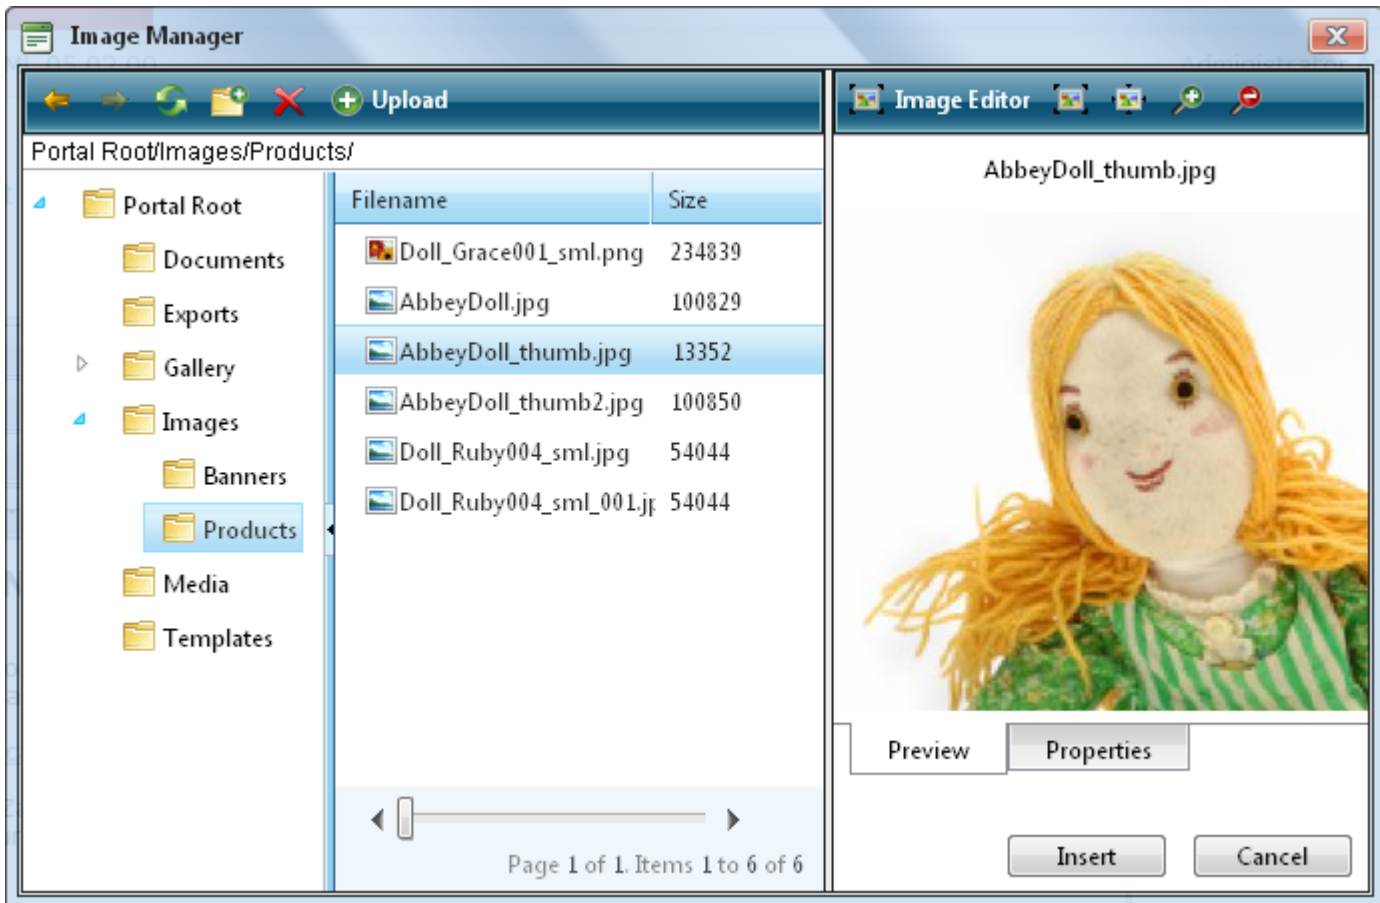 Image Manager
Upload
Image Editor
Portal Root/Images/Products/
AbbeyDoll_thumb.jpg
Portal Root
Documents
Exports
Gallery
Images
Banners
Products
Media
Templates
Filename Size
Doll_Grace001_sml.png 234839
AbbeyDoll.jpg 100829
AbbeyDoll_thumb.jpg 13352
AbbeyDoll_thumb2.jpg 100850
Doll_Ruby004_sml.jpg 54044
Doll_Ruby004_sml_001.j 54044
Page 1 of 1. Items 1 to 6 of 6
Preview Properties
Insert Cancel